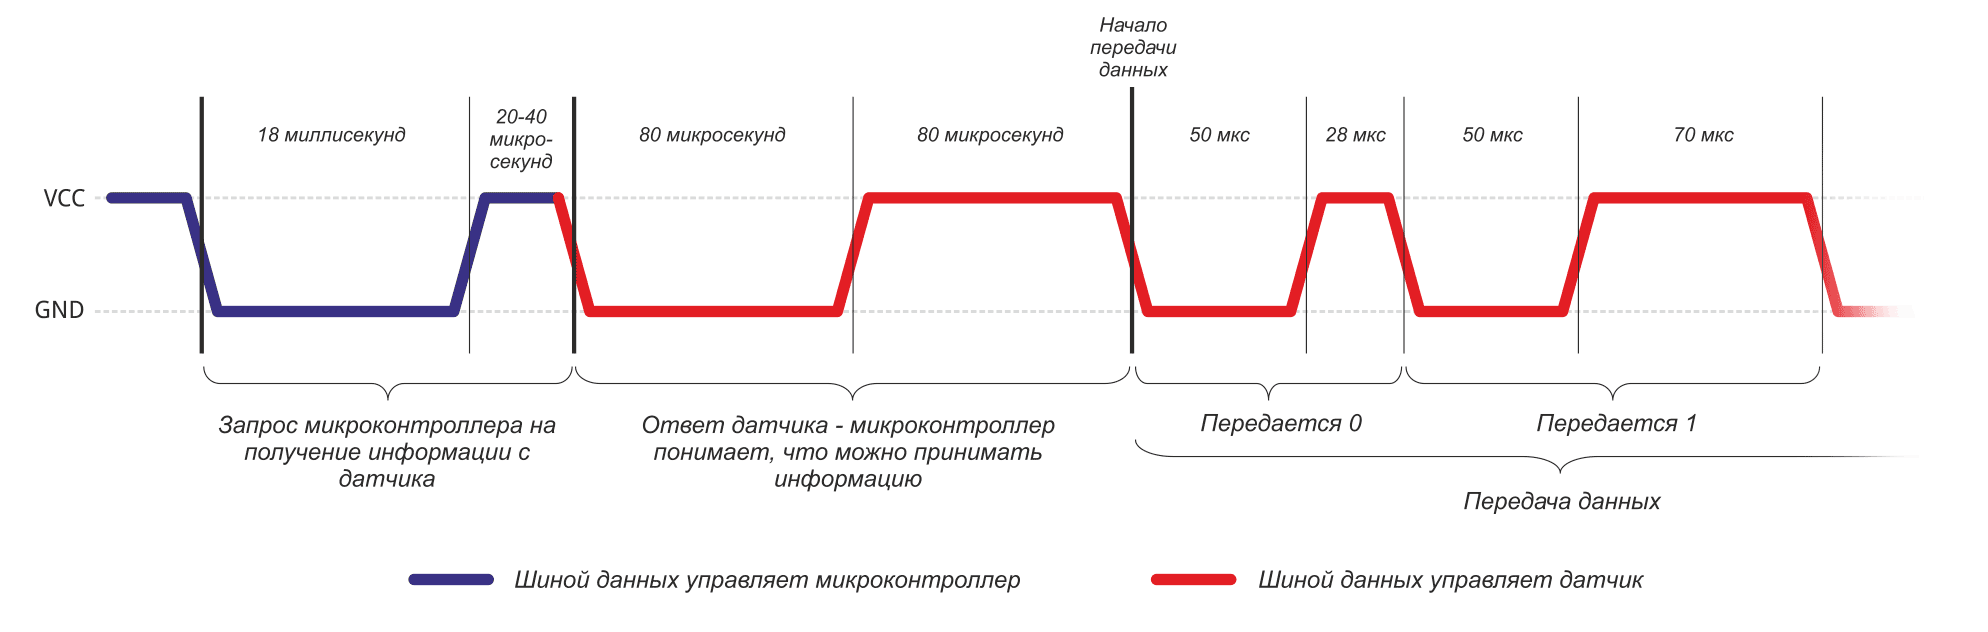 Начало
передачи
данных
18 миллисекунд
20-40
микро-
секунд
80 микросекунд
80 микросекунд
50 мкс
28 мкс
50 мкс
70 мкс
VCC
GND
Запрос микроконтроллера на
получение информации с
датчика
Ответ датчика - микроконтроллер
понимает, что можно принимать
информацию
Передается 0
Передается 1
Передача данных
Шиной данных управляет микроконтроллер
Шиной данных управляет датчик